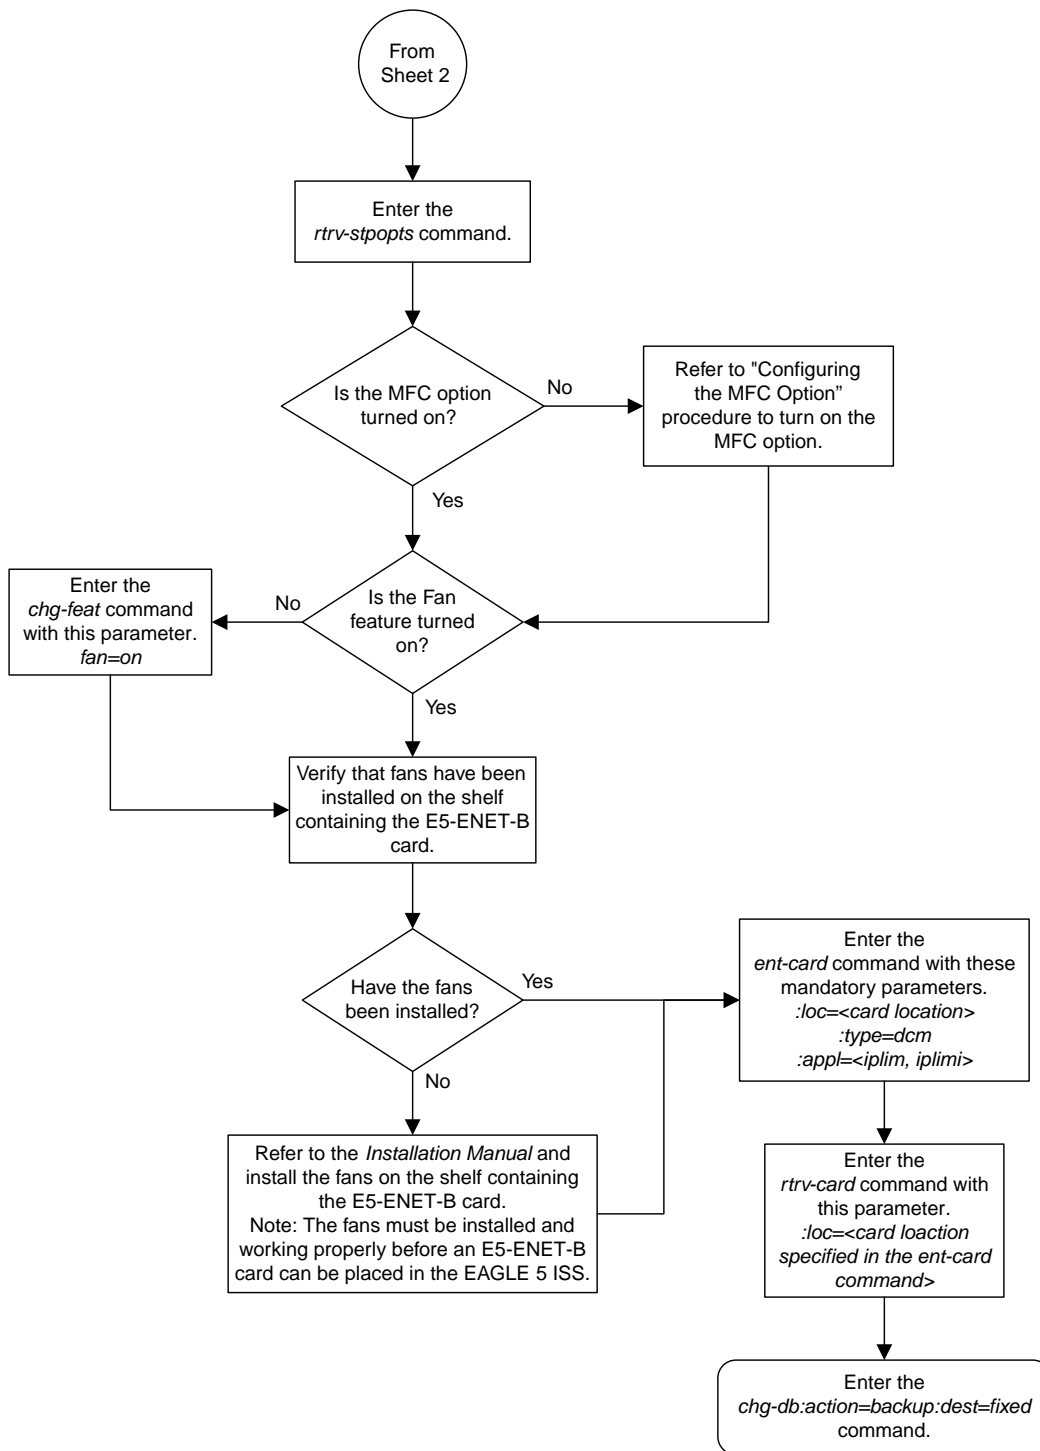 From
Sheet 2
Enter the
rtrv-stpopts command.
Is the MFC option
turned on?
No
Refer to "Configuring
the MFC Option”
procedure to turn on the
MFC option.
Yes
Enter the
chg-feat command
with this parameter.
fan=on
No
Is the Fan
feature turned
on?
Yes
Verify that fans have been
installed on the shelf
containing the E5-ENET-B
card.
Have the fans
been installed?
Yes
No
Enter the
ent-card command with these
mandatory parameters.
:loc=<card location>
:type=dcm
:appl=<iplim, iplimi>
Refer to the Installation Manual and
install the fans on the shelf containing
the E5-ENET-B card.
Note: The fans must be installed and
working properly before an E5-ENET-B
card can be placed in the EAGLE 5 ISS.
Enter the
rtrv-card command with
this parameter.
:loc=<card loaction
specified in the ent-card
command>
Enter the
chg-db:action=backup:dest=fixed
command.